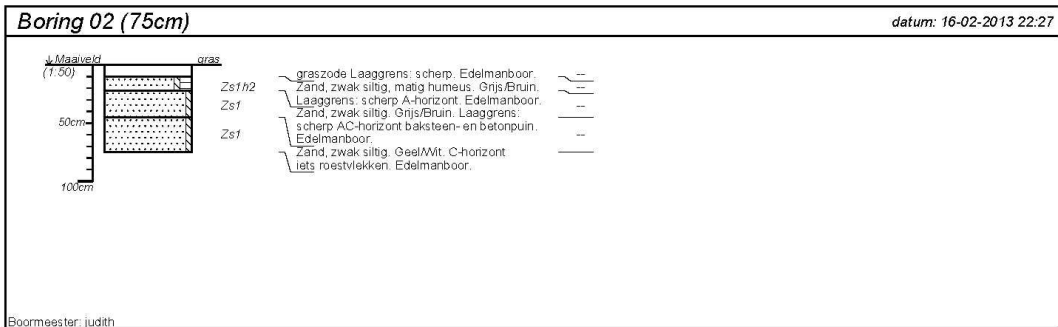 Boring 02 (75cm)
datum: 16-02-2013 22:27
Maaiveld
gras
(1:50)
graszode Laaggrens: scherp. Edelmanboor. --
Zs1h2
Zand, zwak siltig, matig humeus. Grijs/Bruin. --
Laaggrens: scherp A-horizont. Edelmanboor.
Zs1
Zand, zwak siltig. Grijs/Bruin. Laaggrens: --
50cm
scherp AC-horizont baksteen- en betonpuin.
Zs1
Edelmanboor. --
Zand, zwak siltig. Geel/Wit. C-horizont
iets roestvlekken. Edelmanboor.
100cm
Boormeester: judith